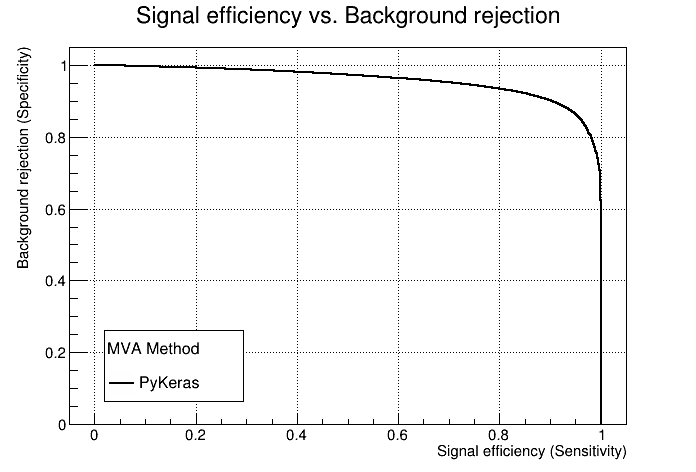 Signal efficiency vs. Background rejection
Background rejection (Specificity)
1
0.8
0.6
0.4
0.2
0
MVA Method
PyKeras
0 0.2 0.4 0.6 0.8 1
Signal efficiency (Sensitivity)